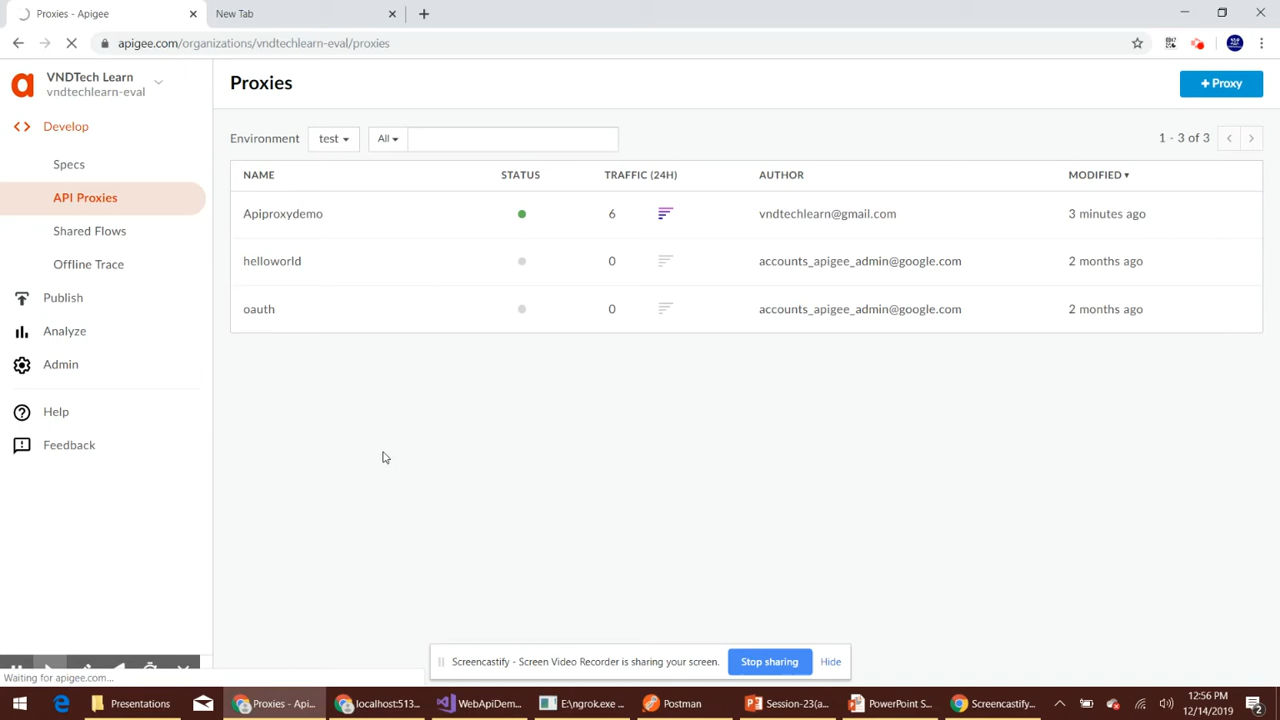 Proxies - Apigee
New Tab
apigee.com/organizations/vndtechlearn-eval/proxies
VNDTech Learn
vndtechlearn-eval
Develop
Specs
API Proxies
Shared Flows
Offline Trace
Publish
Analyze
Admin
Help
Feedback
Proxies
+ Proxy
Environment test All 1 - 3 of 3
NAME STATUS TRAFFIC (24H) AUTHOR MODIFIED
Apiproxydemo 6 vndtechlearn@gmail.com 3 minutes ago
helloworld 0 accounts_apigee_admin@google.com 2 months ago
oauth 0 accounts_apigee_admin@google.com 2 months ago
Screencastify - Screen Video Recorder is sharing your screen. Stop sharing Hide
Waiting for apigee.com...
Presentations Proxies - Api... localhost:513... WebApiDem... E:\ngrok.exe ... Postman Session-23(a... PowerPoint S... Screencastify...
12:56 PM
12/14/2019
2